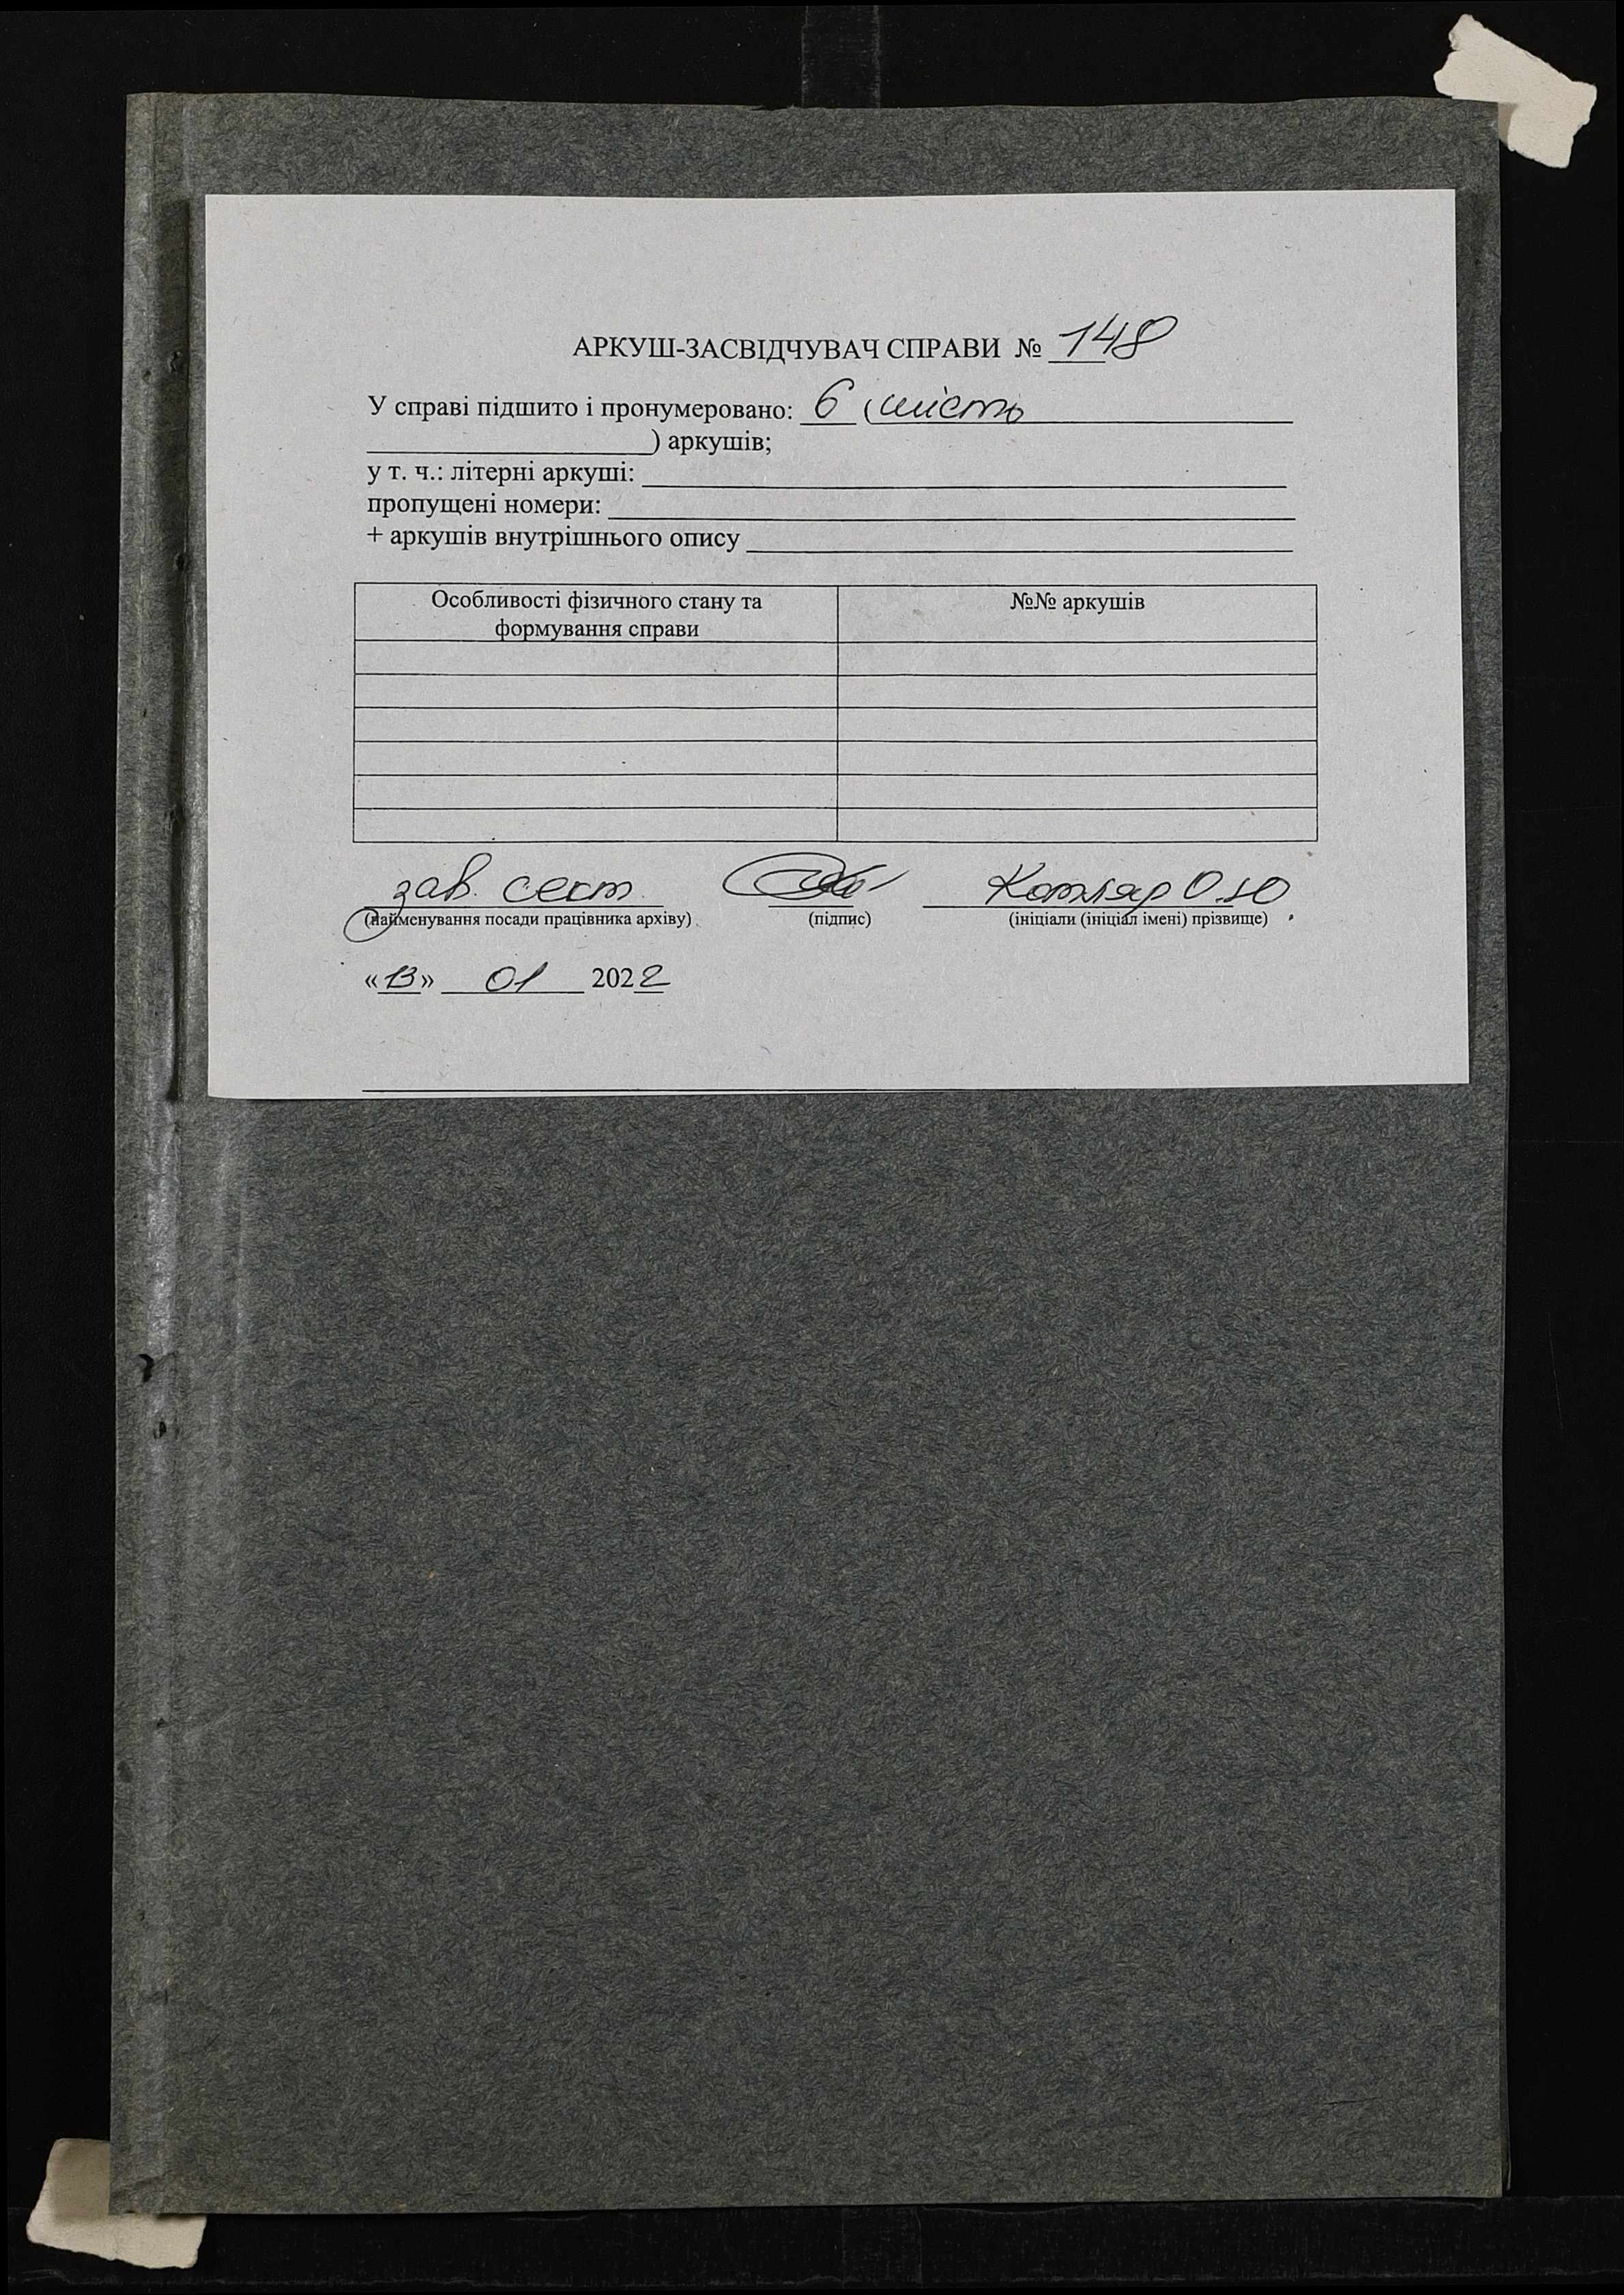 АРКУШ-ЗАСВІДЧУВАЧ СПРАВИ № 148
У справі підшито і пронумеровано: 6 (шість
) аркушів;
у т. ч.: літерні аркуші:
пропущені номери:
+ аркушів внутрішнього опису
Особливості фізичного стану та формування справи №№ аркушів
зав. сект. Котляр О.Ю.
(найменування посади працівника архіву) (підпис) (ініціали (ініціал імені) прізвище)
«13» 01 2022